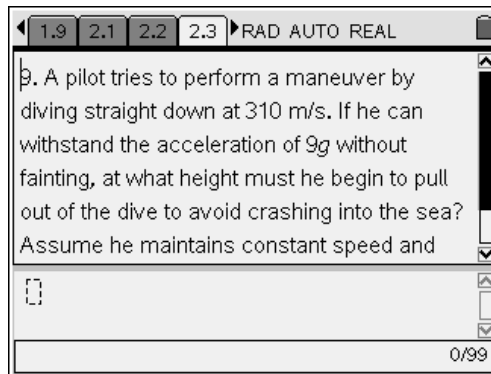 1.9 2.1 2.2 2.3 RAD AUTO REAL
9. A pilot tries to perform a maneuver by
diving straight down at 310 m/s. If he can
withstand the acceleration of 9g without
fainting, at what height must he begin to pull
out of the dive to avoid crashing into the sea?
Assume he maintains constant speed and
0/99